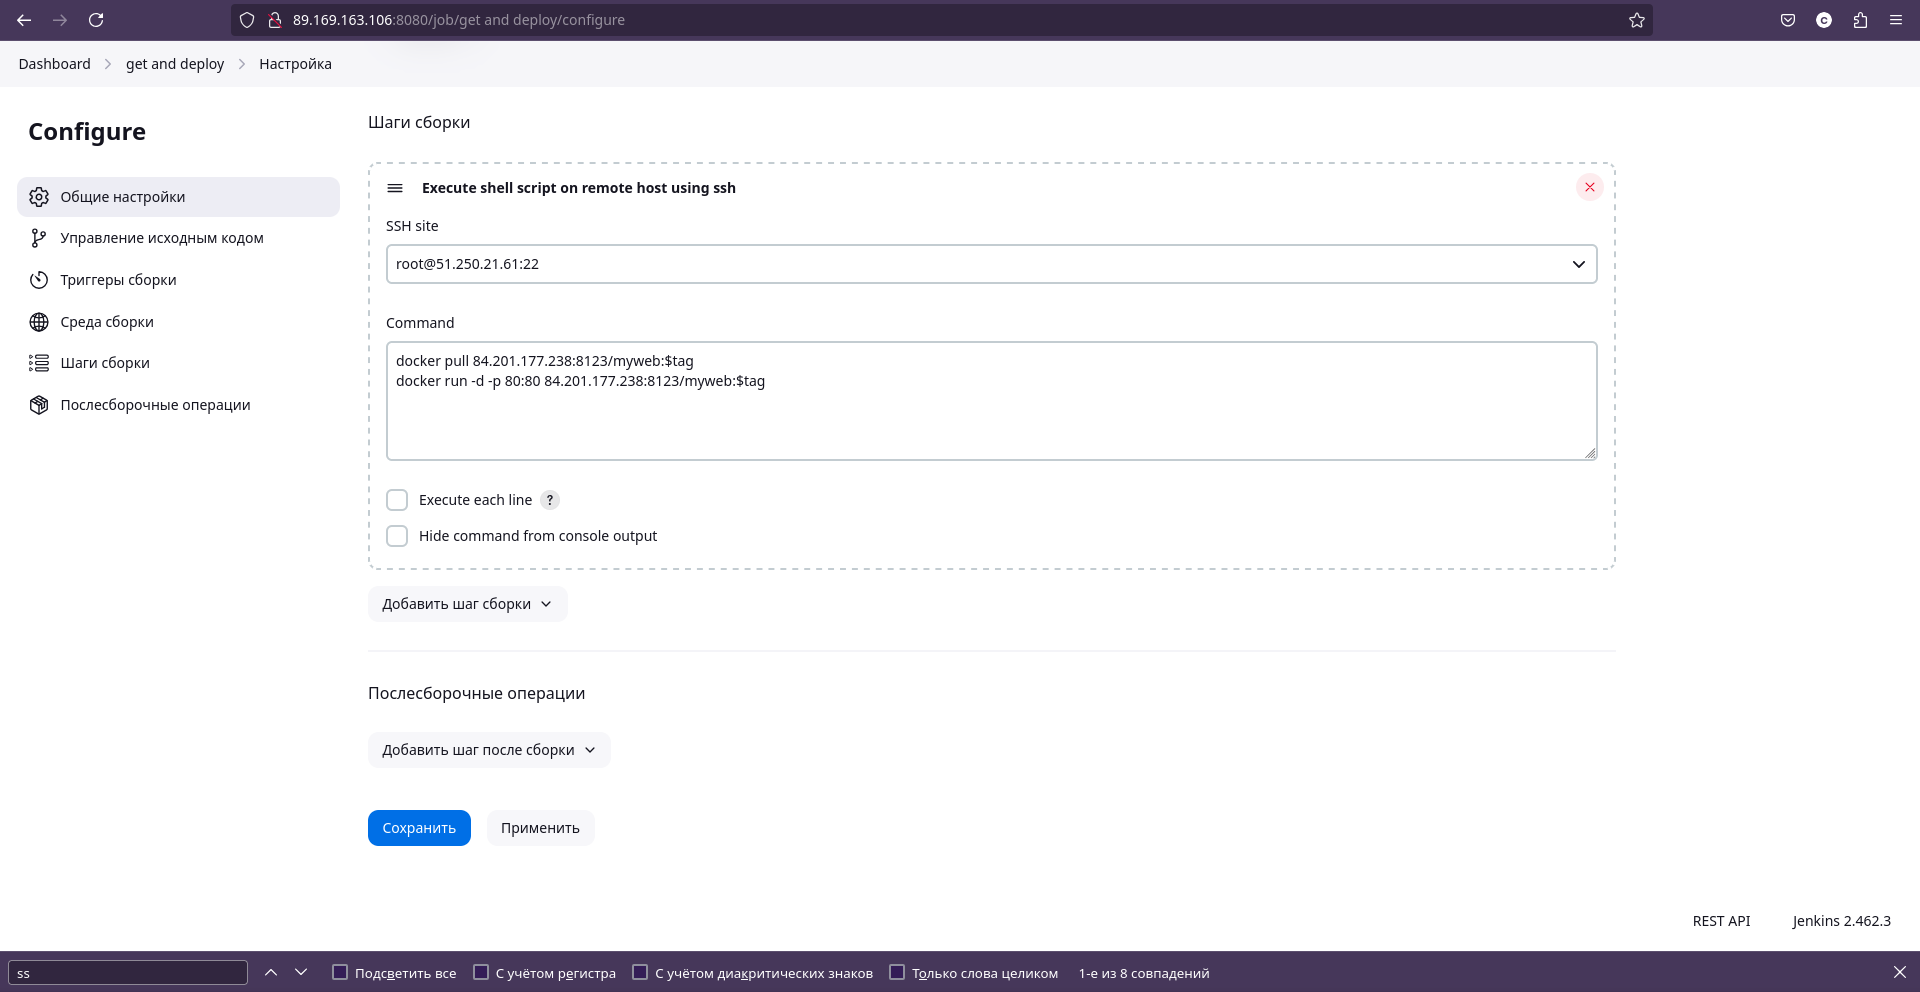 89.169.163.106:8080/job/get and deploy/configure
Dashboard get and deploy Настройка
Configure
Общие настройки
Управление исходным кодом
Триггеры сборки
Среда сборки
Шаги сборки
Послесборочные операции
Шаги сборки
Execute shell script on remote host using ssh
SSH site
root@51.250.21.61:22
Command
docker pull 84.201.177.238:8123/myweb:$tag
docker run -d -p 80:80 84.201.177.238:8123/myweb:$tag
Execute each line ?
Hide command from console output
Добавить шаг сборки
Послесборочные операции
Добавить шаг после сборки
Сохранить Применить
REST API Jenkins 2.462.3
ss Подсветить все С учётом регистра С учётом диакритических знаков Только слова целиком 1-е из 8 совпадений